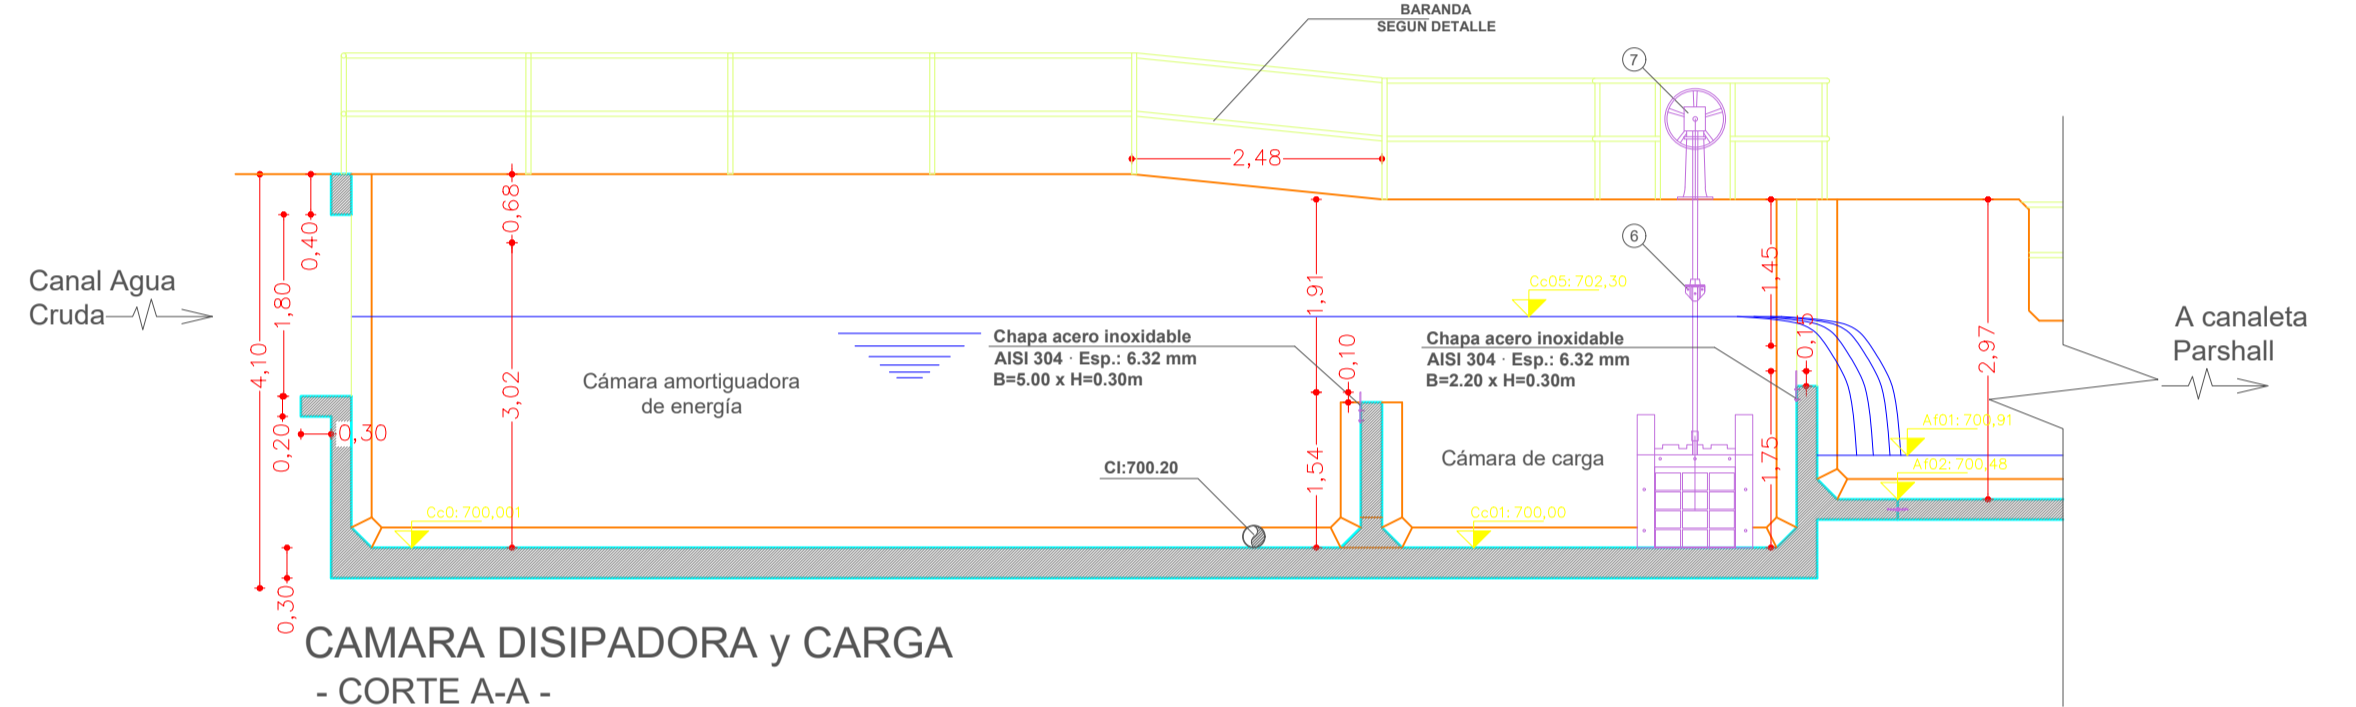 BARANDA
SEGUN DETALLE
7
2,48
0,68
0,40
6
1,91
1,45
Canal Agua
Cruda
1,80
Cc05: 702,30
A canaleta
Parshall
Chapa acero inoxidable
AISI 304 · Esp.: 6.32 mm
B=5.00 x H=0.30m
0,10
Chapa acero inoxidable
AISI 304 · Esp.: 6.32 mm
B=2.20 x H=0.30m
2,97
4,10
3,02
Cámara amortiguadora
de energía
0,20
0,30
Af01: 700,91
1,54
CI:700.20
Cámara de carga
1,75
Af02: 700,48
Cc0: 700,001
Cc01: 700,00
0,30
CAMARA DISIPADORA y CARGA
- CORTE A-A -